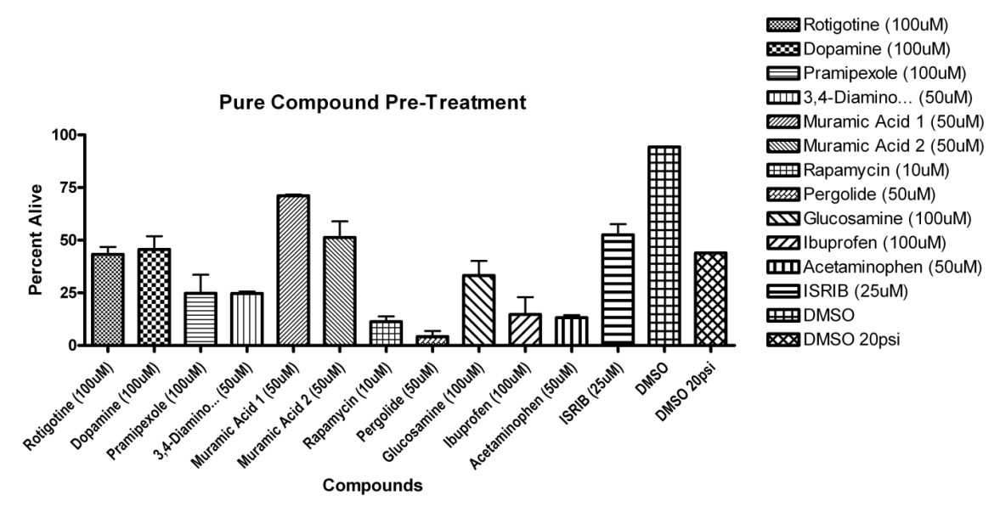 Pure Compound Pre-Treatment
Percent Alive
100
75
50
25
0
Rotigotine (100uM)
Dopamine (100uM)
Pramipexole (100uM)
3,4-Diamino... (50uM)
Muramic Acid 1 (50uM)
Muramic Acid 2 (50uM)
Rapamycin (10uM)
Pergolide (50uM)
Glucosamine (100uM)
Ibuprofen (100uM)
Acetaminophen (50uM)
ISRIB (25uM)
DMSO
DMSO 20psi
Compounds
Rotigotine (100uM)
Dopamine (100uM)
Pramipexole (100uM)
3,4-Diamino... (50uM)
Muramic Acid 1 (50uM)
Muramic Acid 2 (50uM)
Rapamycin (10uM)
Pergolide (50uM)
Glucosamine (100uM)
Ibuprofen (100uM)
Acetaminophen (50uM)
ISRIB (25uM)
DMSO
DMSO 20psi